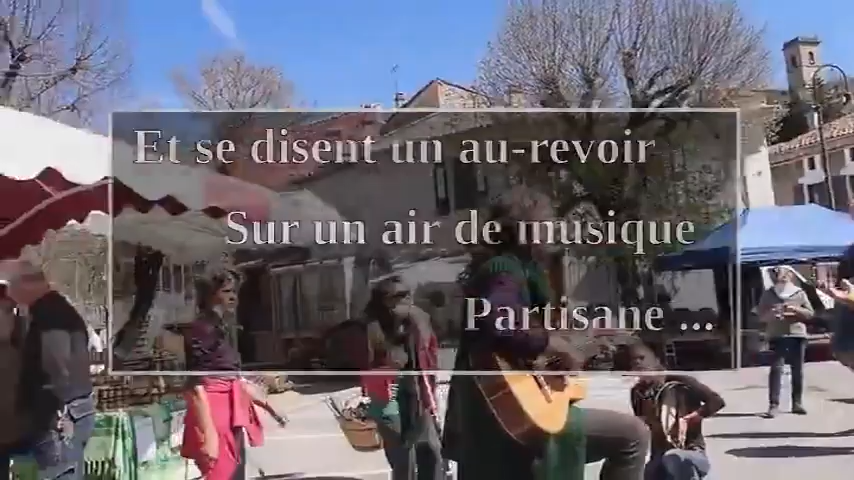 Et se disent un au-revoir
Sur un air de musique
Partisane ...